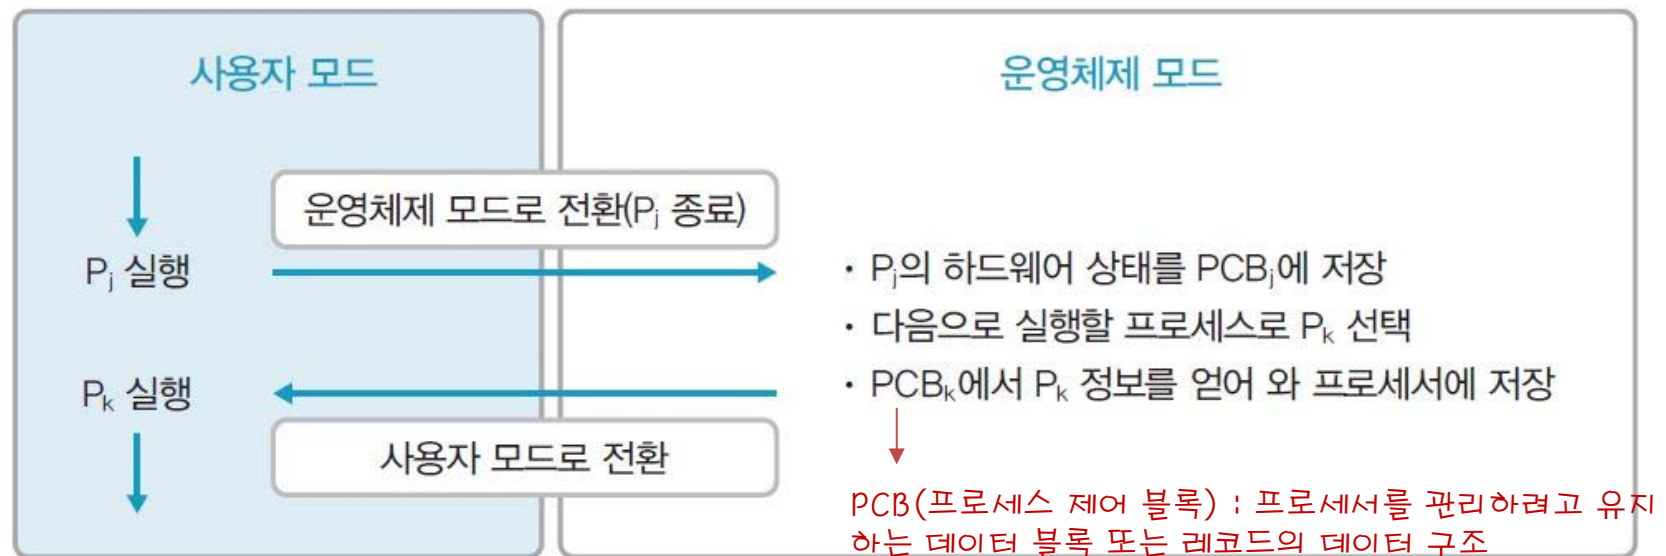 사용자 모드
운영체제 모드
운영체제 모드로 전환(Pj 종료)
Pj 실행
· Pj의 하드웨어 상태를 PCBj에 저장
· 다음으로 실행할 프로세스로 Pk 선택
Pk 실행
· PCBk에서 Pk 정보를 얻어 와 프로세서에 저장
사용자 모드로 전환
PCB(프로세스 제어 블록) : 프로세서를 관리하려고 유지
하는 데이터 블록 또는 레코드의 데이터 구조